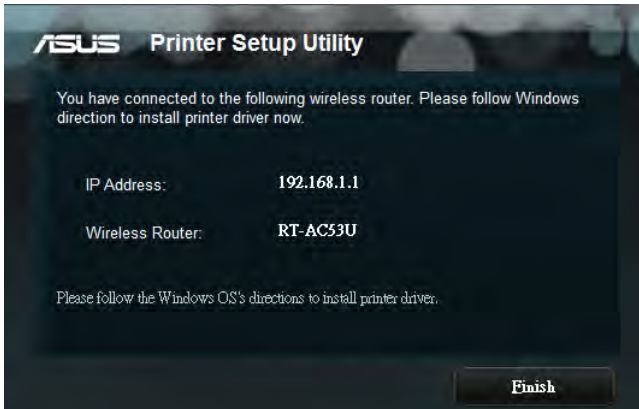 ASUS Printer Setup Utility
You have connected to the following wireless router. Please follow Windows
direction to install printer driver now.
IP Address: 192.168.1.1
Wireless Router: RT-AC53U
Please follow the Windows OS's directions to install printer driver.
Finish